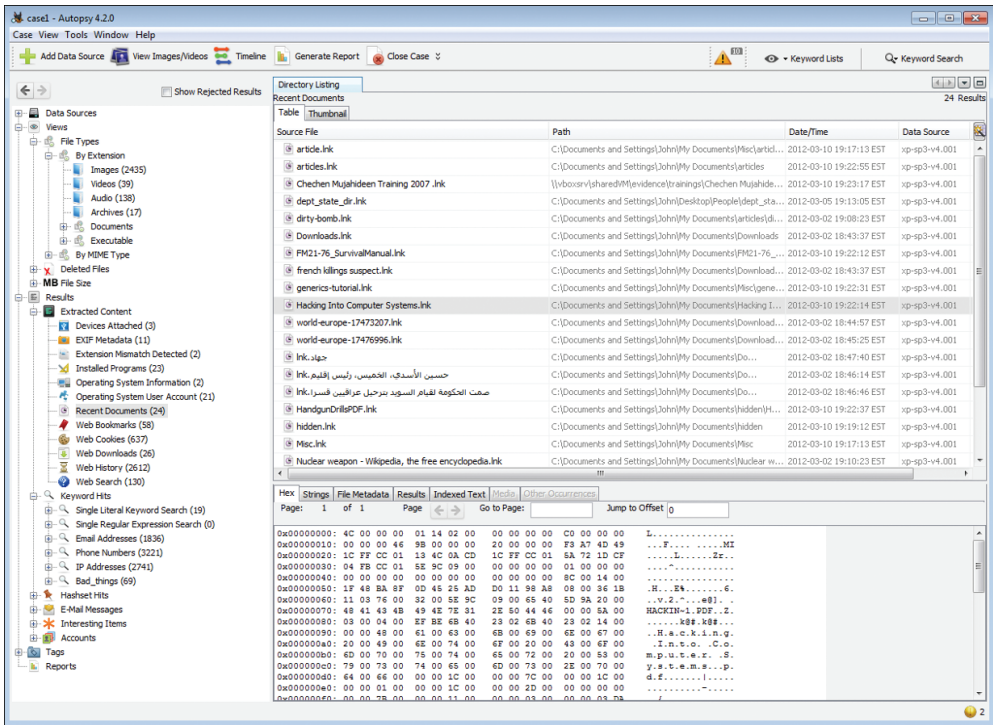 case1 - Autopsy 4.2.0
Case View Tools Window Help
Add Data Source View Images/Videos Timeline Generate Report Close Case 10 Keyword Lists Keyword Search
Show Rejected Results
Data Sources
Views
File Types
By Extension
Images (2435)
Videos (39)
Audio (138)
Archives (17)
Documents
Executable
By MIME Type
Deleted Files
MB File Size
Results
Extracted Content
Devices Attached (3)
EXIF Metadata (11)
Extension Mismatch Detected (2)
Installed Programs (23)
Operating System Information (2)
Operating System User Account (21)
Recent Documents (24)
Web Bookmarks (58)
Web Cookies (637)
Web Downloads (26)
Web History (2612)
Web Search (130)
Keyword Hits
Single Literal Keyword Search (19)
Single Regular Expression Search (0)
Email Addresses (1836)
Phone Numbers (3221)
IP Addresses (2741)
Bad_things (69)
Hashset Hits
E-Mail Messages
Interesting Items
Accounts
Tags
Reports
Directory Listing
Recent Documents 24 Results
Table Thumbnail
Source File Path Date/Time Data Source
article.lnk C:\Documents and Settings\John\My Documents\Misc\artid... 2012-03-10 19:17:13 EST xp-sp3-v4.001
articles.lnk C:\Documents and Settings\John\My Documents\articles 2012-03-10 19:22:55 EST xp-sp3-v4.001
Chechen Mujahideen Training 2007 .lnk \\vboxsrv\sharedVM\evidence\trainings\Chechen Mujahide... 2012-03-10 19:23:17 EST xp-sp3-v4.001
dept_state_dir.lnk C:\Documents and Settings\John\Desktop\People\dept_sta... 2012-03-05 19:13:05 EST xp-sp3-v4.001
dirty-bomb.lnk C:\Documents and Settings\John\My Documents\articles\di... 2012-03-02 19:08:23 EST xp-sp3-v4.001
Downloads.lnk C:\Documents and Settings\John\My Documents\Downloads 2012-03-02 18:43:37 EST xp-sp3-v4.001
FM21-76_SurvivalManual.lnk C:\Documents and Settings\John\My Documents\FM21-76_... 2012-03-10 19:22:12 EST xp-sp3-v4.001
french killings suspect.lnk C:\Documents and Settings\John\My Documents\Download... 2012-03-02 18:43:37 EST xp-sp3-v4.001
generics-tutorial.lnk C:\Documents and Settings\John\My Documents\Misc\gene... 2012-03-10 19:22:31 EST xp-sp3-v4.001
Hacking Into Computer Systems.lnk C:\Documents and Settings\John\My Documents\Hacking I... 2012-03-10 19:22:14 EST xp-sp3-v4.001
world-europe-17473207.lnk C:\Documents and Settings\John\My Documents\Download... 2012-03-02 18:44:57 EST xp-sp3-v4.001
world-europe-17476996.lnk C:\Documents and Settings\John\My Documents\Download... 2012-03-02 18:45:25 EST xp-sp3-v4.001
جهاد.lnk C:\Documents and Settings\John\My Documents\Do... 2012-03-02 18:47:40 EST xp-sp3-v4.001
حسين الأسدي، الخميس، رئيس إقليم.lnk C:\Documents and Settings\John\My Documents\Do... 2012-03-02 18:46:14 EST xp-sp3-v4.001
صمت الحكومة لقيام السويد بترحيل عراقيين قسرا.lnk C:\Documents and Settings\John\My Documents\Do... 2012-03-02 18:46:46 EST xp-sp3-v4.001
HandgunDrillsPDF.lnk C:\Documents and Settings\John\My Documents\hidden\H... 2012-03-10 19:22:37 EST xp-sp3-v4.001
hidden.lnk C:\Documents and Settings\John\My Documents\hidden 2012-03-10 19:19:12 EST xp-sp3-v4.001
Misc.lnk C:\Documents and Settings\John\My Documents\Misc 2012-03-10 19:17:13 EST xp-sp3-v4.001
Nuclear weapon - Wikipedia, the free encyclopedia.lnk C:\Documents and Settings\John\My Documents\Nuclear w... 2012-03-02 19:10:23 EST xp-sp3-v4.001
Hex Strings File Metadata Results Indexed Text Media Other Occurrences
Page: 1 of 1 Page Go to Page: Jump to Offset 0
0x00000000: 4C 00 00 00 01 14 02 00 00 00 00 00 C0 00 00 00 L...............
0x00000010: 00 00 00 46 9B 00 00 00 20 00 00 00 F3 A7 4D 49 ...F.... .....MI
0x00000020: 1C FF CC 01 13 4C 0A CD 1C FF CC 01 5A 72 1D CF .....L......Zr..
0x00000030: 04 FB CC 01 5E 9C 09 00 00 00 00 00 01 00 00 00 ....^...........
0x00000040: 00 00 00 00 00 00 00 00 00 00 00 00 8C 00 14 00 ................
0x00000050: 1F 48 BA 8F 0D 45 25 AD D0 11 98 A8 08 00 36 1B .H...E%.......6.
0x00000060: 11 03 76 00 32 00 5E 9C 09 00 65 40 5D 9A 20 00 ..v.2.^...e@]. .
0x00000070: 48 41 43 4B 49 4E 7E 31 2E 50 44 46 00 00 5A 00 HACKIN~1.PDF..Z.
0x00000080: 03 00 04 00 EF BE 6B 40 23 02 6B 40 23 02 14 00 ......k@#.k@#...
0x00000090: 00 00 48 00 61 00 63 00 6B 00 69 00 6E 00 67 00 ..H.a.c.k.i.n.g.
0x000000a0: 20 00 49 00 6E 00 74 00 6F 00 20 00 43 00 6F 00 .I.n.t.o. .C.o.
0x000000b0: 6D 00 70 00 75 00 74 00 65 00 72 00 20 00 53 00 m.p.u.t.e.r. .S.
0x000000c0: 79 00 73 00 74 00 65 00 6D 00 73 00 2E 00 70 00 y.s.t.e.m.s...p.
0x000000d0: 64 00 66 00 00 00 1C 00 00 00 7C 00 00 00 1C 00 d.f.......|.....
0x000000e0: 00 00 01 00 00 00 1C 00 00 00 2D 00 00 00 00 00 ..........-.....
2